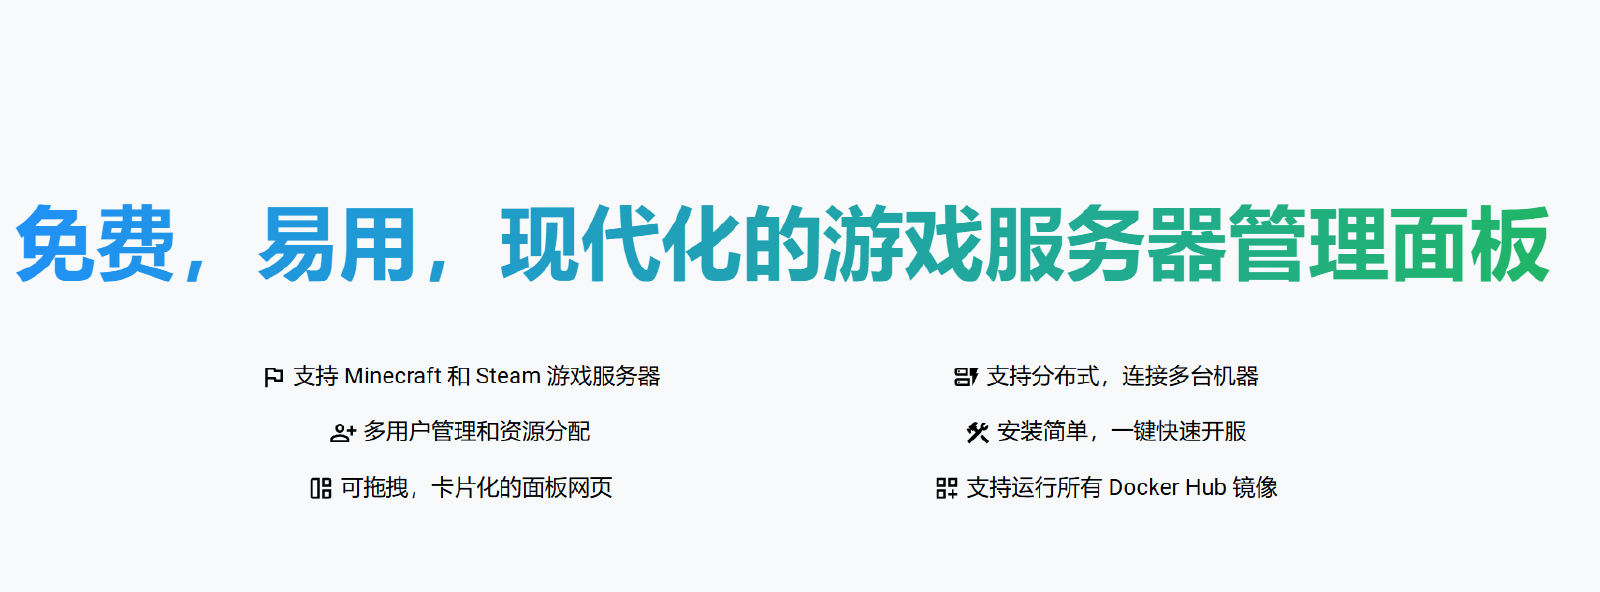 免费，易用，现代化的游戏服务器管理面板
支持 Minecraft 和 Steam 游戏服务器
支持分布式，连接多台机器
多用户管理和资源分配
安装简单，一键快速开服
可拖拽，卡片化的面板网页
支持运行所有 Docker Hub 镜像